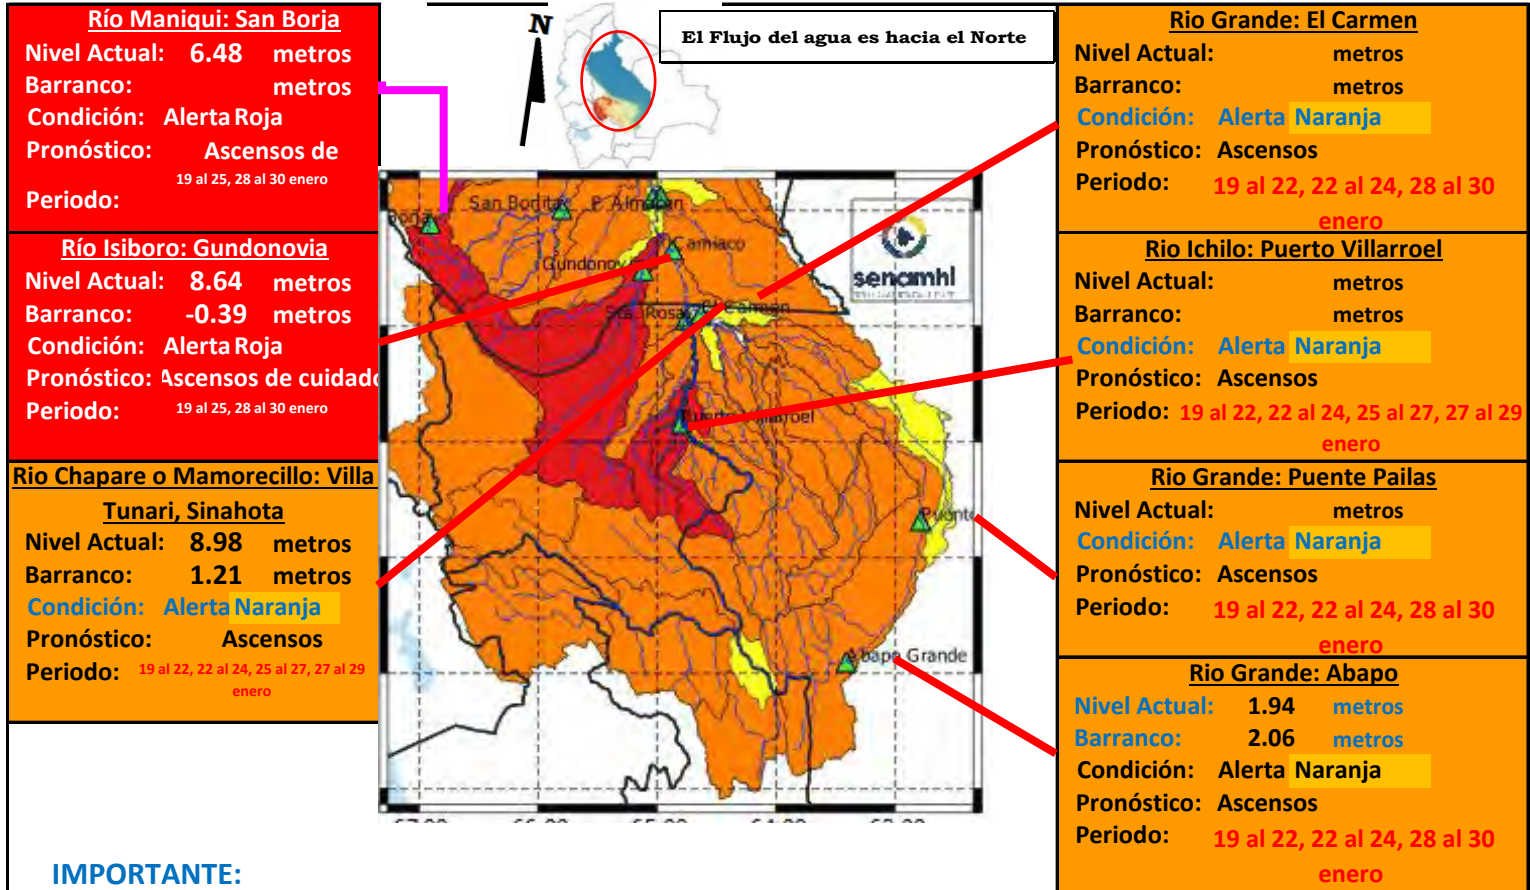 Río Maniqui: San Borja
Nivel Actual: 6.48 metros
Barranco: metros
Condición: Alerta Roja
Pronóstico: Ascensos de
19 al 25, 28 al 30 enero
Periodo:
Río Isiboro: Gundonovia
Nivel Actual: 8.64 metros
Barranco: -0.39 metros
Condición: Alerta Roja
Pronóstico: Ascensos de cuidado
Periodo: 19 al 25, 28 al 30 enero
Rio Chapare o Mamorecillo: Villa
Tunari, Sinahota
Nivel Actual: 8.98 metros
Barranco: 1.21 metros
Condición: Alerta Naranja
Pronóstico: Ascensos
Periodo: 19 al 22, 22 al 24, 25 al 27, 27 al 29
enero
IMPORTANTE:
N
El Flujo del agua es hacia el Norte
San Borjita
P. Almacen
Camiaco
Gundonov
senamhi
Sta. Rosa
El Carmen
Puerto Villarroel
Puente
Abapo Grande
Rio Grande: El Carmen
Nivel Actual: metros
Barranco: metros
Condición: Alerta Naranja
Pronóstico: Ascensos
Periodo: 19 al 22, 22 al 24, 28 al 30
enero
Rio Ichilo: Puerto Villarroel
Nivel Actual: metros
Barranco: metros
Condición: Alerta Naranja
Pronóstico: Ascensos
Periodo: 19 al 22, 22 al 24, 25 al 27, 27 al 29
enero
Rio Grande: Puente Pailas
Nivel Actual: metros
Condición: Alerta Naranja
Pronóstico: Ascensos
Periodo: 19 al 22, 22 al 24, 28 al 30
enero
Rio Grande: Abapo
Nivel Actual: 1.94 metros
Barranco: 2.06 metros
Condición: Alerta Naranja
Pronóstico: Ascensos
Periodo: 19 al 22, 22 al 24, 28 al 30
enero